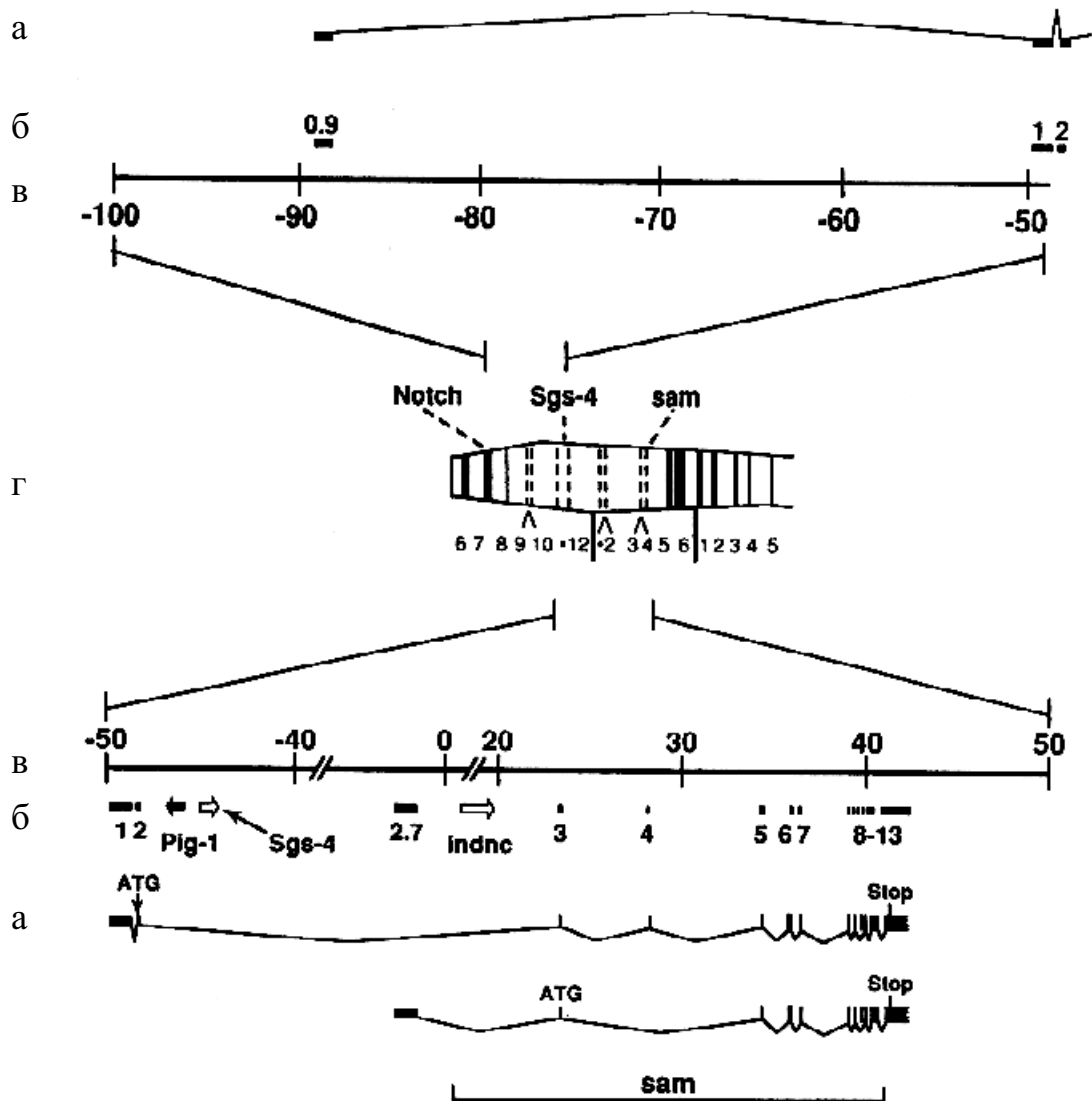 а
б
0.9
1 2
в
-100 -90 -80 -70 -60 -50
Notch Sgs-4 sam
г
6 7 8 9 10 • 12 • 2 3 4 5 6 1 2 3 4 5
-50 -40 0 20 30 40 50
в
б
1 2 Pig-1 Sgs-4 2.7 indnc 3 4 5 6 7 8-13
ATG Stop
а
ATG Stop
sam